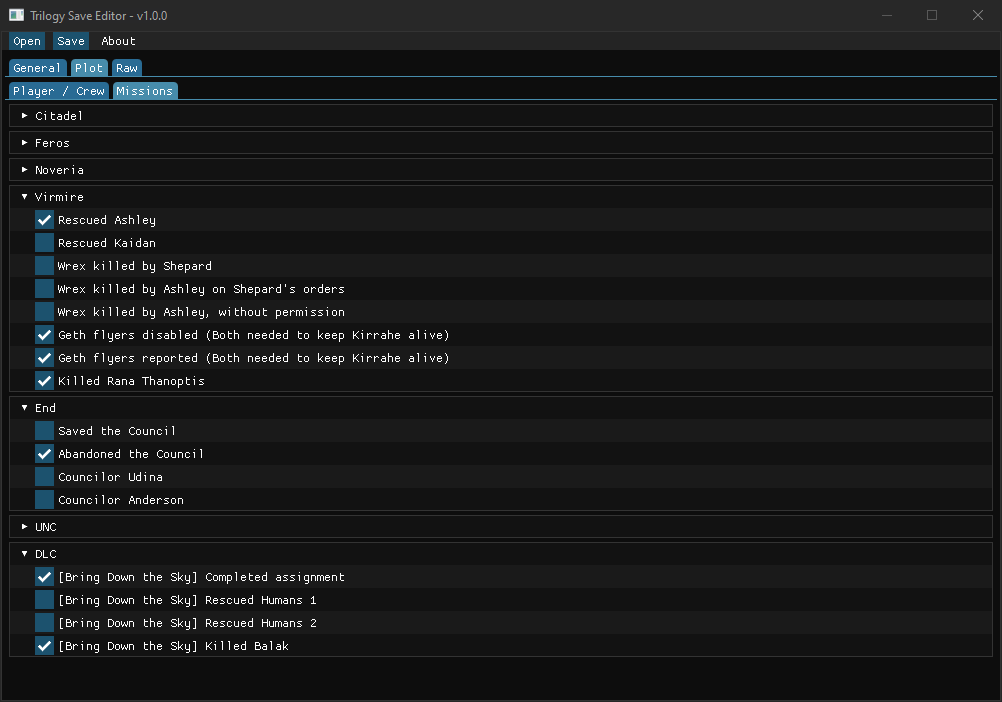 Trilogy Save Editor - v1.0.0
Open Save About
General Plot Raw
Player / Crew Missions
Citadel
Feros
Noveria
Virmire
Rescued Ashley
Rescued Kaidan
Wrex killed by Shepard
Wrex killed by Ashley on Shepard's orders
Wrex killed by Ashley, without permission
Geth flyers disabled (Both needed to keep Kirrahe alive)
Geth flyers reported (Both needed to keep Kirrahe alive)
Killed Rana Thanoptis
End
Saved the Council
Abandoned the Council
Councilor Udina
Councilor Anderson
UNC
DLC
[Bring Down the Sky] Completed assignment
[Bring Down the Sky] Rescued Humans 1
[Bring Down the Sky] Rescued Humans 2
[Bring Down the Sky] Killed Balak